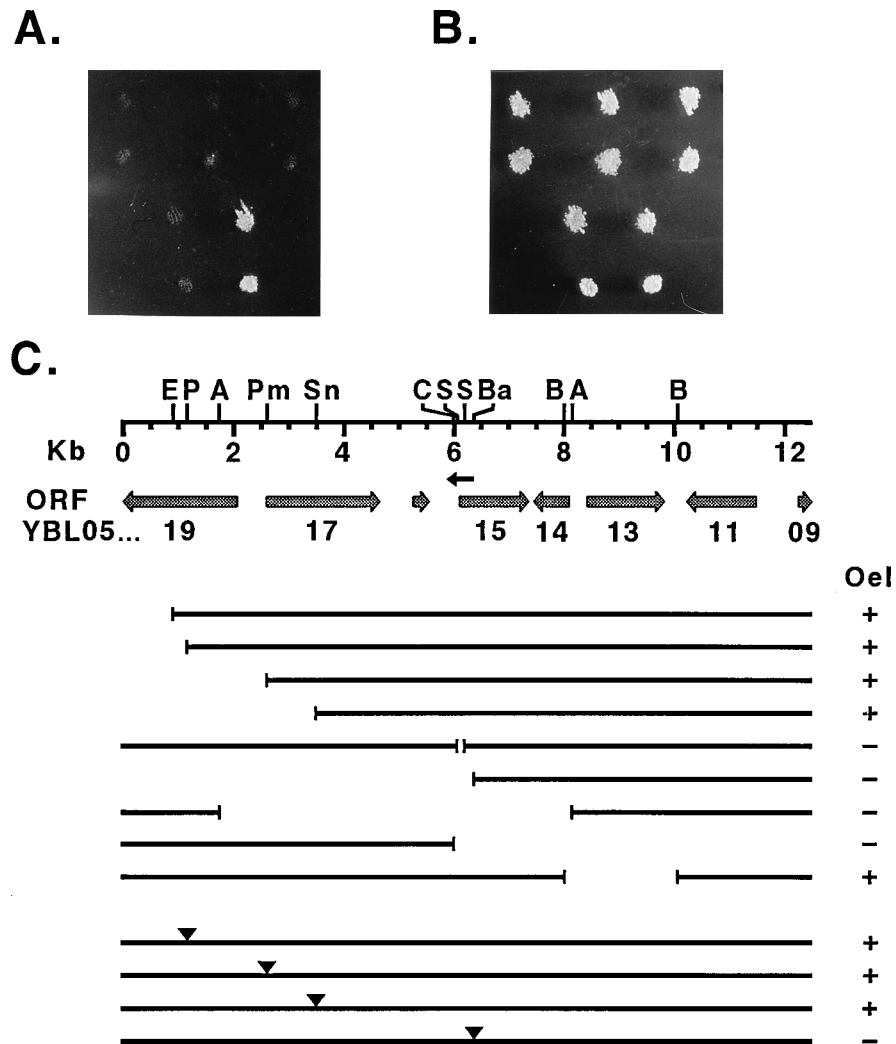 A. B.
C.
E P A Pm Sn C S S Ba B A B
Kb 0 2 4 6 8 10 12
ORF
YBL05... 19 17 15 14 13 11 09
Oel
+
+
+
+
−
−
−
−
+
+
+
+
−